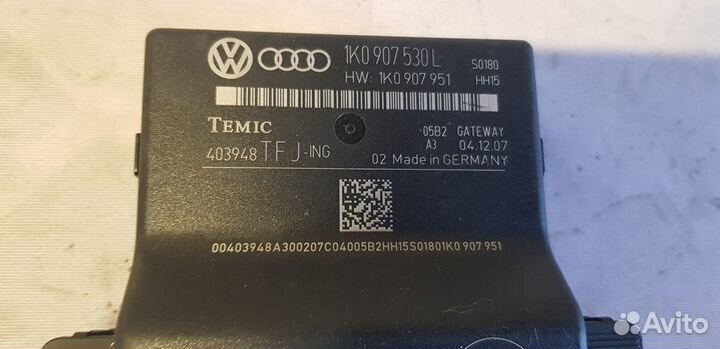 1K0 907 530 L
S0180
HW: 1K0 907 951
HH15
TEMIC
05B2 GATEWAY
A3 04.12.07
403948 TFJ-ING
02 Made in GERMANY
00403948A300207C04005B2HH15S01801K0 907 951
Avito